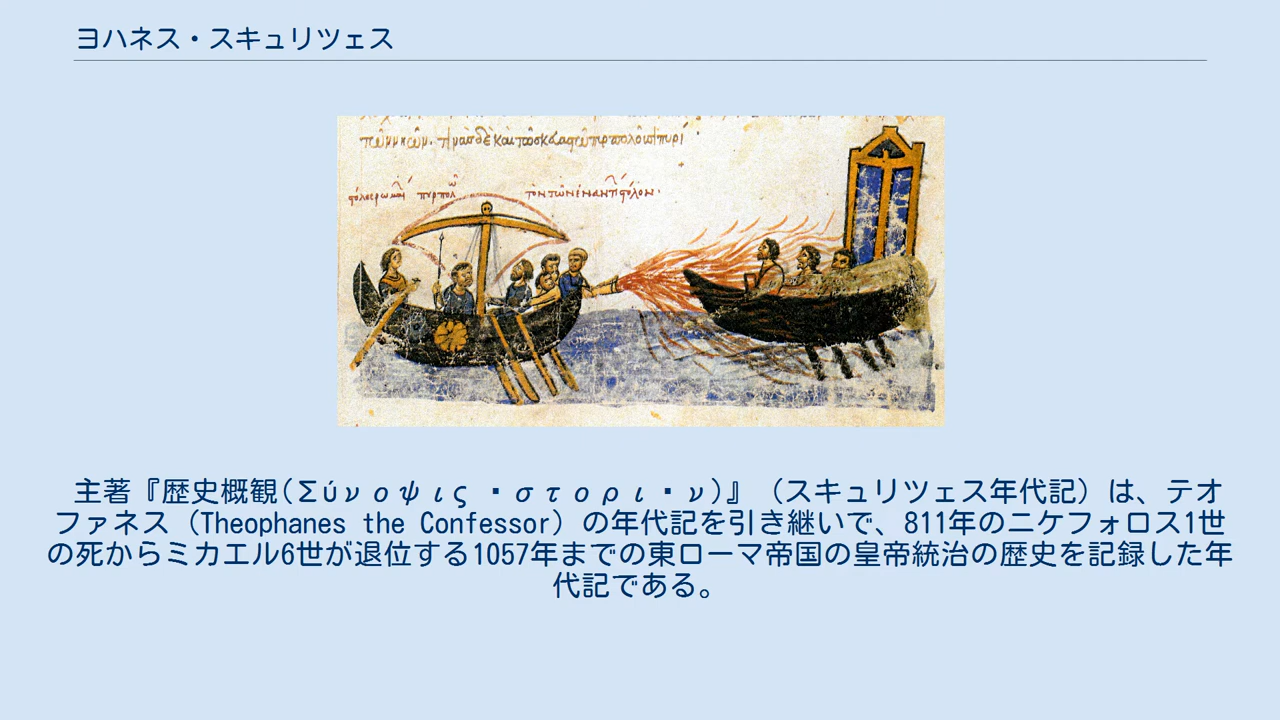 ヨハネス・スキュリツェス
主著『歴史概観(Σύνοψις ▪στορι▪ν)』（スキュリツェス年代記）は、テオ
ファネス（Theophanes the Confessor）の年代記を引き継いで、811年のニケフォロス1世
の死からミカエル6世が退位する1057年までの東ローマ帝国の皇帝統治の歴史を記録した年
代記である。